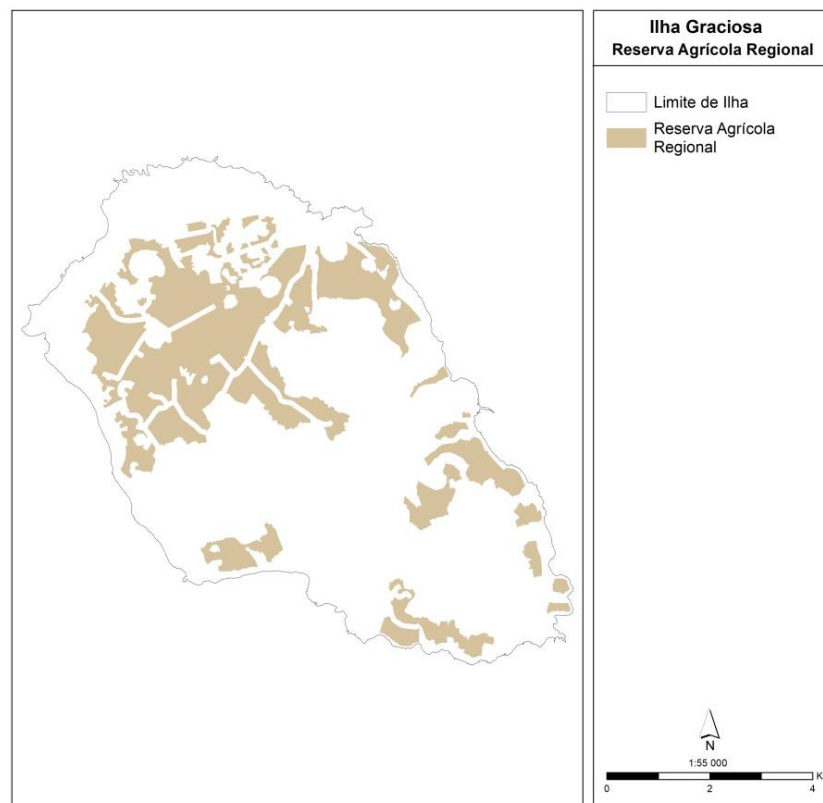 Ilha Graciosa
Reserva Agrícola Regional
Limite de Ilha
Reserva Agrícola
Regional
N
1:55 000
K
0 2 4